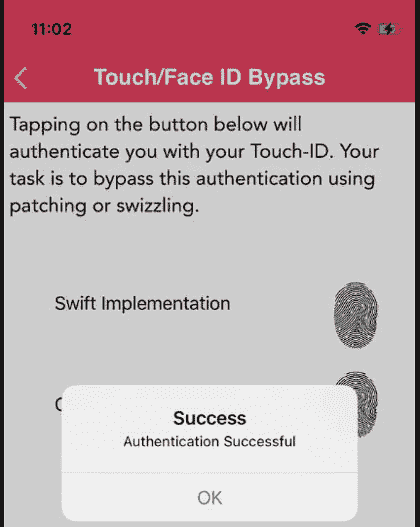 11:02
Touch/Face ID Bypass
Tapping on the button below will
authenticate you with your Touch-ID. Your
task is to bypass this authentication using
patching or swizzling.
Swift Implementation
Success
Authentication Successful
OK